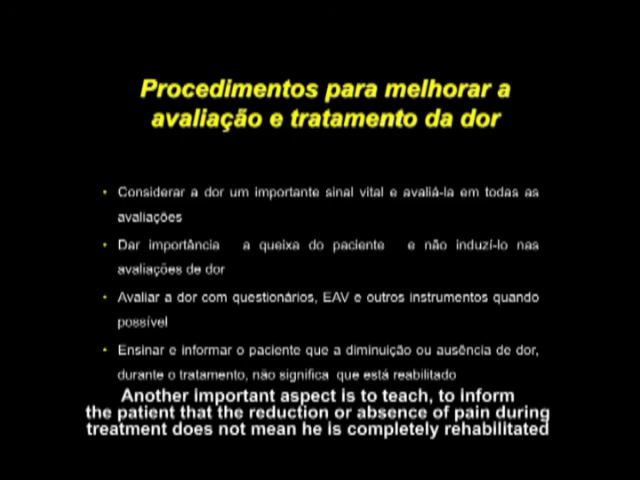 Procedimentos para melhorar a
avaliação e tratamento da dor
• Considerar a dor um importante sinal vital e avaliá-la em todas as
avaliações
• Dar importância a queixa do paciente e não induzí-lo nas
avaliações de dor
• Avaliar a dor com questionários, EAV e outros instrumentos quando
possível
• Ensinar e informar o paciente que a diminuição ou ausência de dor,
durante o tratamento, não significa que está reabilitado
Another important aspect is to teach, to inform
the patient that the reduction or absence of pain during
treatment does not mean he is completely rehabilitated